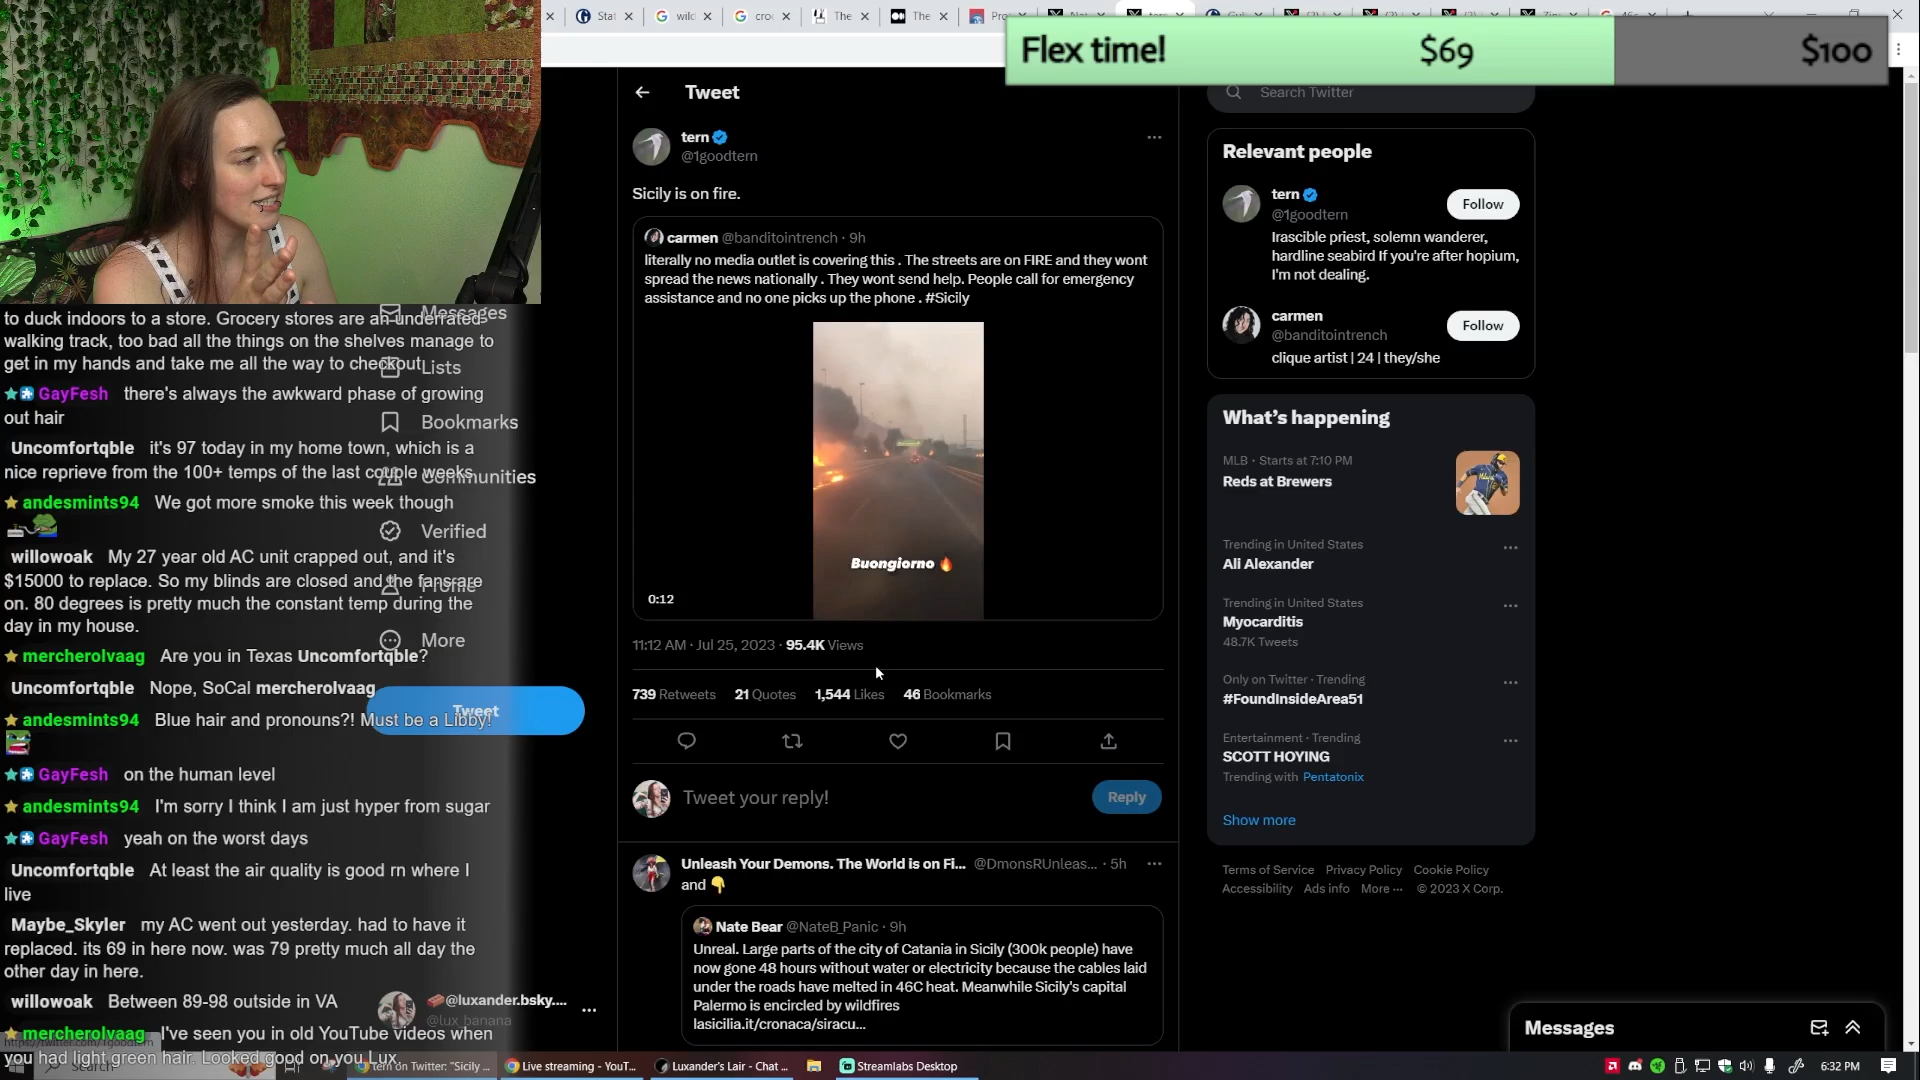 Flex time! $69 $100
Tweet
Search Twitter
tern
@1goodtern
Sicily is on fire.
carmen @banditointrench · 9h
literally no media outlet is covering this . The streets are on FIRE and they wont
spread the news nationally . They wont send help. People call for emergency
assistance and no one picks up the phone . #Sicily
Buongiorno 🔥
0:12
11:12 AM · Jul 25, 2023 · 95.4K Views
739 Retweets 21 Quotes 1,544 Likes 46 Bookmarks
Tweet your reply!
Reply
Unleash Your Demons. The World is on Fi... @DmonsRUnleas... · 5h
and 👇
Nate Bear @NateB_Panic · 9h
Unreal. Large parts of the city of Catania in Sicily (300k people) have
now gone 48 hours without water or electricity because the cables laid
under the roads have melted in 46C heat. Meanwhile Sicily's capital
Palermo is encircled by wildfires
lasicilia.it/cronaca/siracu...
Relevant people
tern
@1goodtern
Follow
Irascible priest, solemn wanderer,
hardline seabird If you're after hopium,
I'm not dealing.
carmen
@banditointrench
Follow
clique artist | 24 | they/she
What's happening
MLB · Starts at 7:10 PM
Reds at Brewers
Trending in United States
Ali Alexander
Trending in United States
Myocarditis
48.7K Tweets
Only on Twitter · Trending
#FoundInsideArea51
Entertainment · Trending
SCOTT HOYING
Trending with Pentatonix
Show more
Terms of Service Privacy Policy Cookie Policy
Accessibility Ads info More ··· © 2023 X Corp.
Messages
Messages
Lists
Bookmarks
Communities
Verified
Profile
More
Tweet
@luxander.bsky....
@lux_banana
to duck indoors to a store. Grocery stores are an underrated
walking track, too bad all the things on the shelves manage to
get in my hands and take me all the way to checkout
GayFesh there's always the awkward phase of growing
out hair
Uncomfortqble it's 97 today in my home town, which is a
nice reprieve from the 100+ temps of the last couple weeks
andesmints94 We got more smoke this week though
willowoak My 27 year old AC unit crapped out, and it's
$15000 to replace. So my blinds are closed and the fans are
on. 80 degrees is pretty much the constant temp during the
day in my house.
mercherolvaag Are you in Texas Uncomfortqble?
Uncomfortqble Nope, SoCal mercherolvaag
andesmints94 Blue hair and pronouns?! Must be a Libby!
GayFesh on the human level
andesmints94 I'm sorry I think I am just hyper from sugar
GayFesh yeah on the worst days
Uncomfortqble At least the air quality is good rn where I
live
Maybe_Skyler my AC went out yesterday. had to have it
replaced. its 69 in here now. was 79 pretty much all day the
other day in here.
willowoak Between 89-98 outside in VA
mercherolvaag I've seen you in old YouTube videos when
you had light green hair. Looked good on you Lux
https://twitter.com/1goodtern
Search
Tern on Twitter: "Sicily ...
Live streaming - YouT...
Luxander's Lair - Chat ...
Streamlabs Desktop
6:32 PM